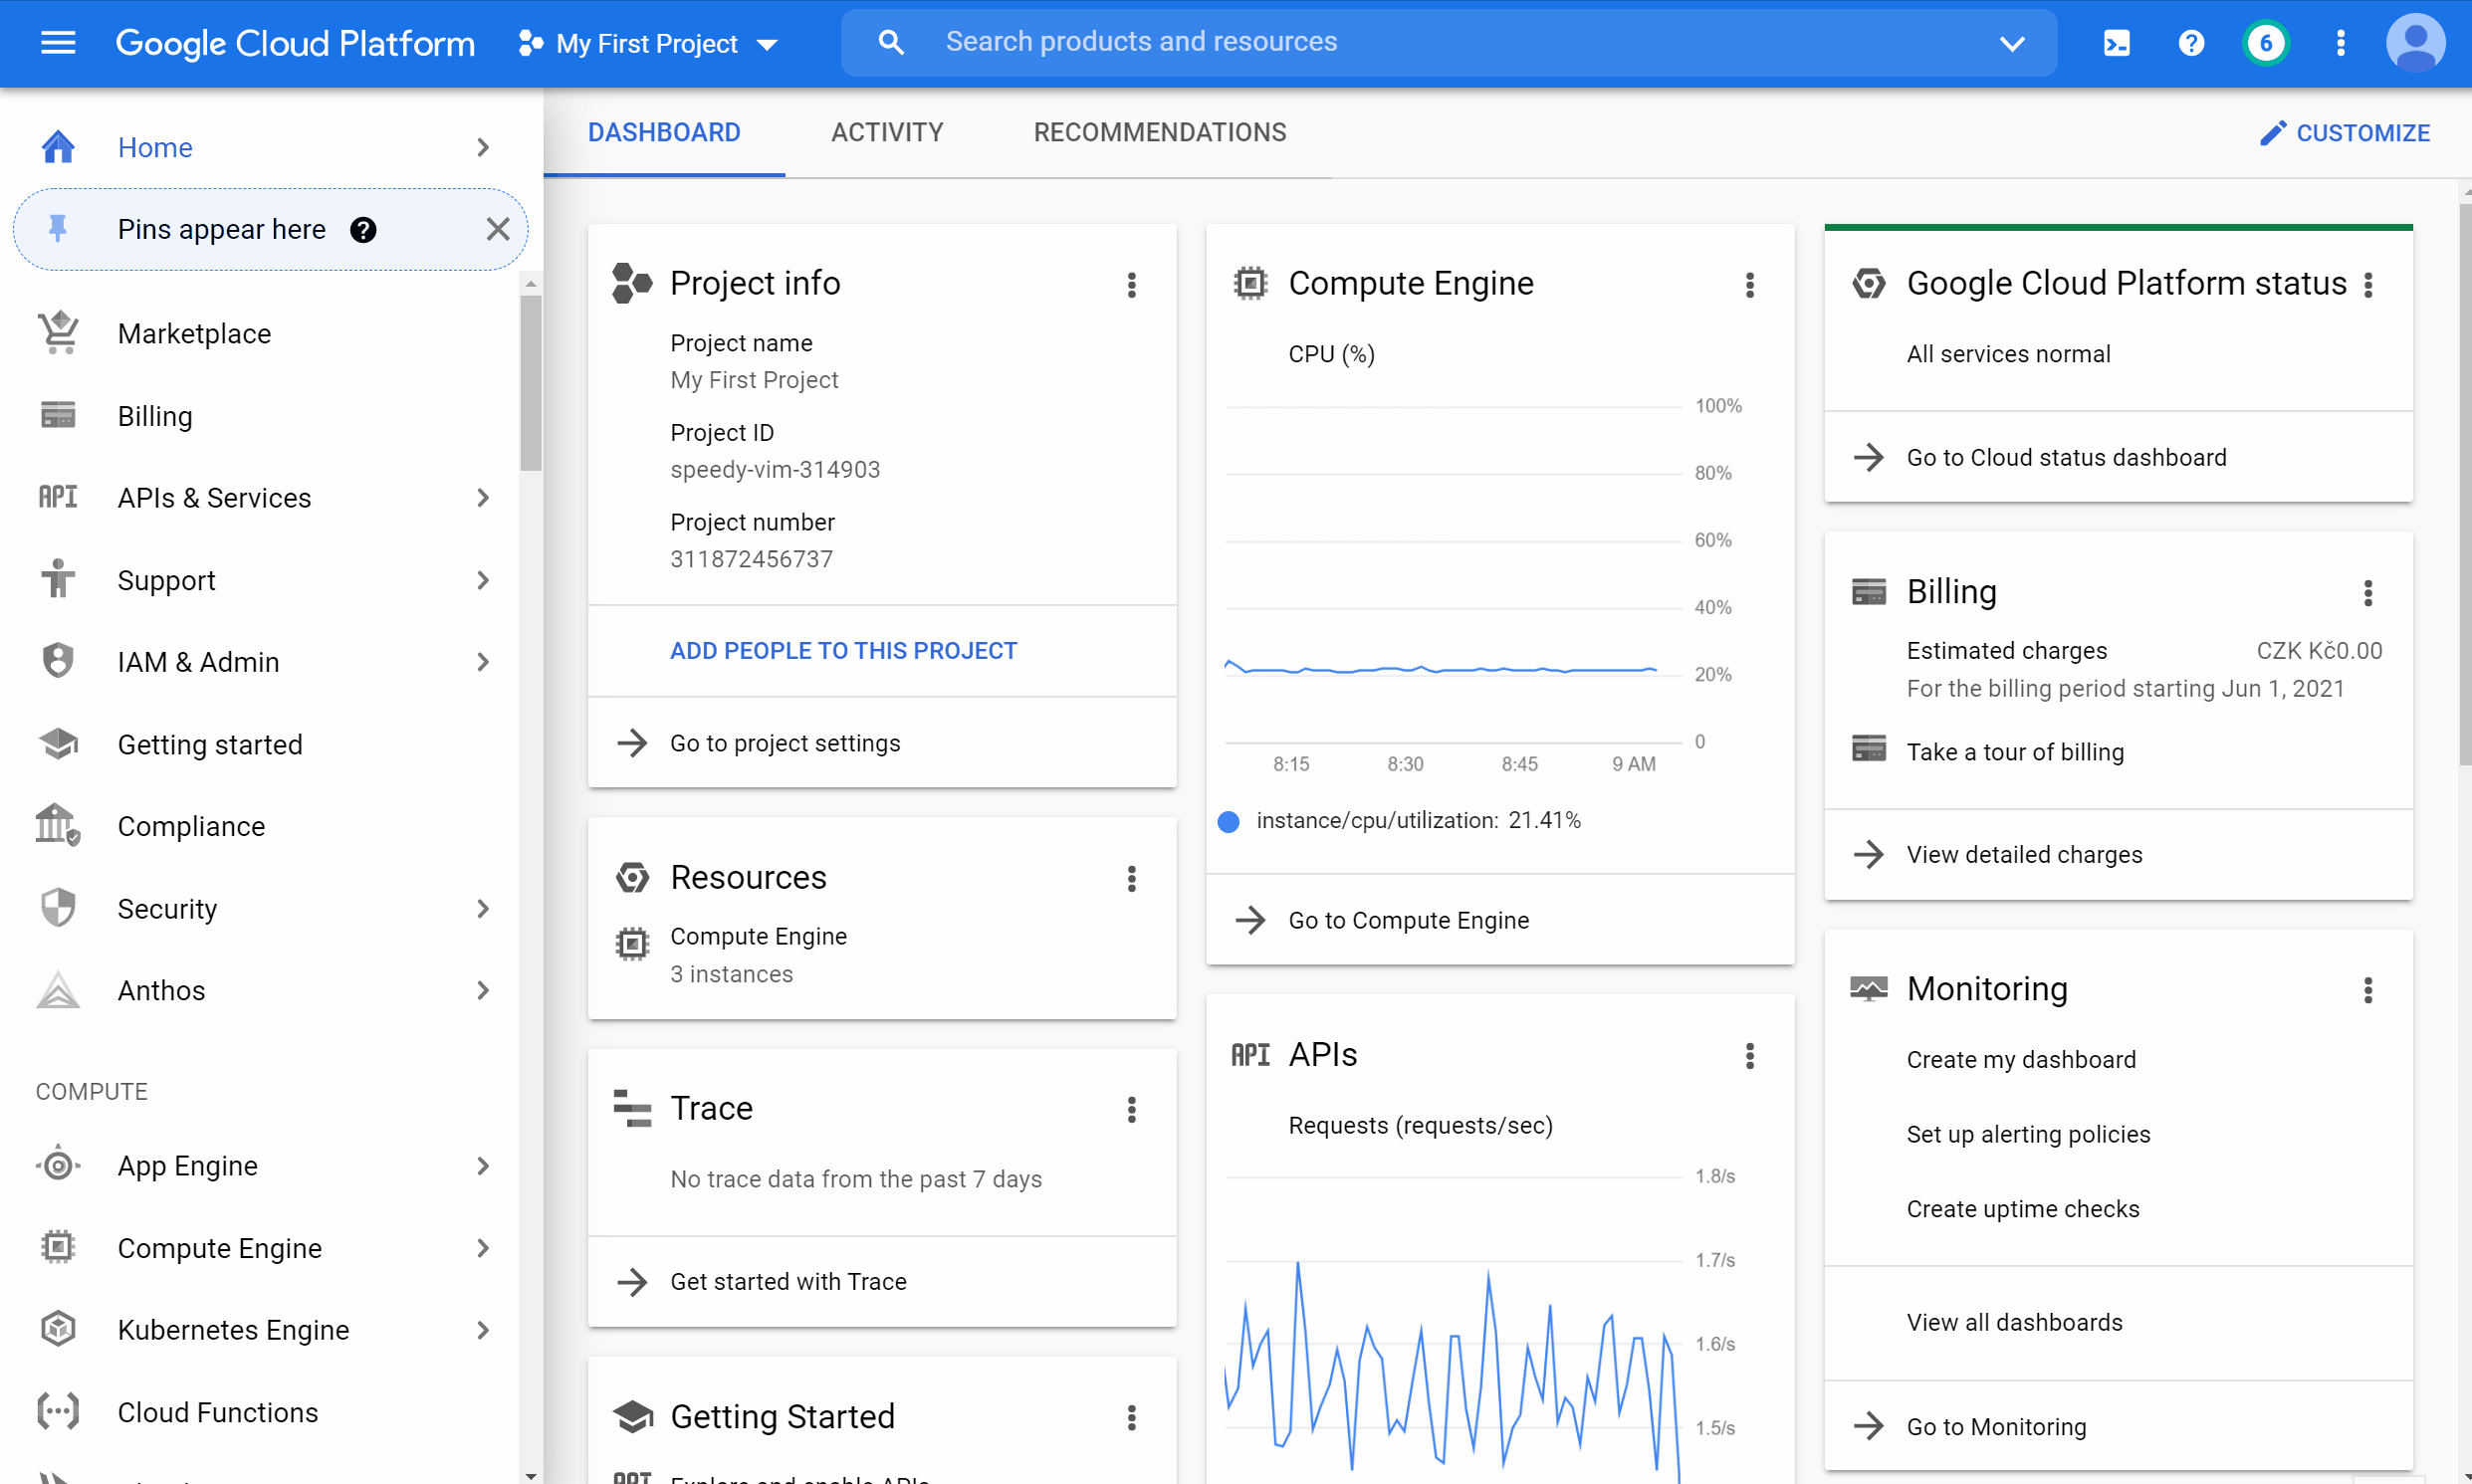 Google Cloud Platform
My First Project
Search products and resources
6
Home
Pins appear here
Marketplace
Billing
API
APIs & Services
Support
IAM & Admin
Getting started
Compliance
Security
Anthos
COMPUTE
App Engine
Compute Engine
Kubernetes Engine
Cloud Functions
DASHBOARD
ACTIVITY
RECOMMENDATIONS
CUSTOMIZE
Project info
Project name
My First Project
Project ID
speedy-vim-314903
Project number
311872456737
ADD PEOPLE TO THIS PROJECT
Go to project settings
Resources
Compute Engine
3 instances
Trace
No trace data from the past 7 days
Get started with Trace
Getting Started
API
Explore and enable APIs
Compute Engine
CPU (%)
100%
80%
60%
40%
20%
0
8:15 8:30 8:45 9 AM
instance/cpu/utilization: 21.41%
Go to Compute Engine
API
APIs
Requests (requests/sec)
1.8/s
1.7/s
1.6/s
1.5/s
Google Cloud Platform status
All services normal
Go to Cloud status dashboard
Billing
Estimated charges CZK Kč0.00
For the billing period starting Jun 1, 2021
Take a tour of billing
View detailed charges
Monitoring
Create my dashboard
Set up alerting policies
Create uptime checks
View all dashboards
Go to Monitoring